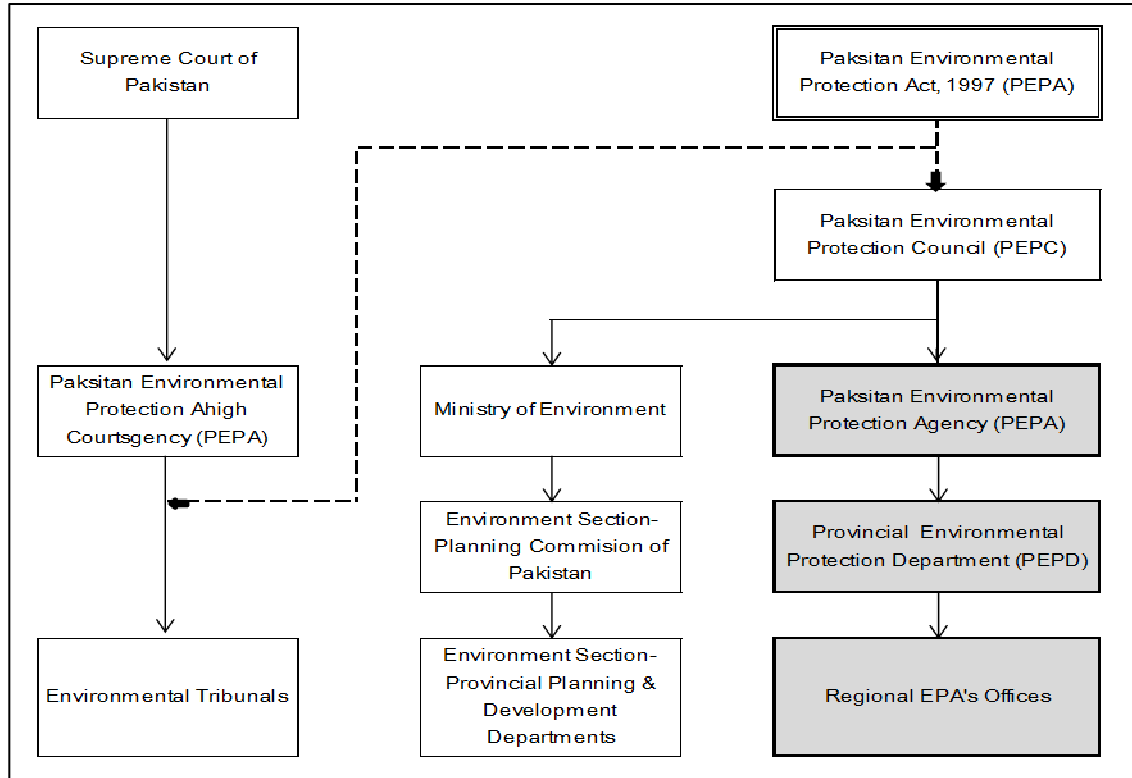 Supreme Court of
Pakistan
Paksitan Environmental
Protection Act, 1997 (PEPA)
Paksitan Environmental
Protection Council (PEPC)
Paksitan Environmental
Protection Ahigh
Courtsgency (PEPA)
Ministry of Environment
Paksitan Environmental
Protection Agency (PEPA)
Environment Section-
Planning Commision of
Pakistan
Provincial Environmental
Protection Department (PEPD)
Environmental Tribunals
Environment Section-
Provincial Planning &
Development
Departments
Regional EPA's Offices